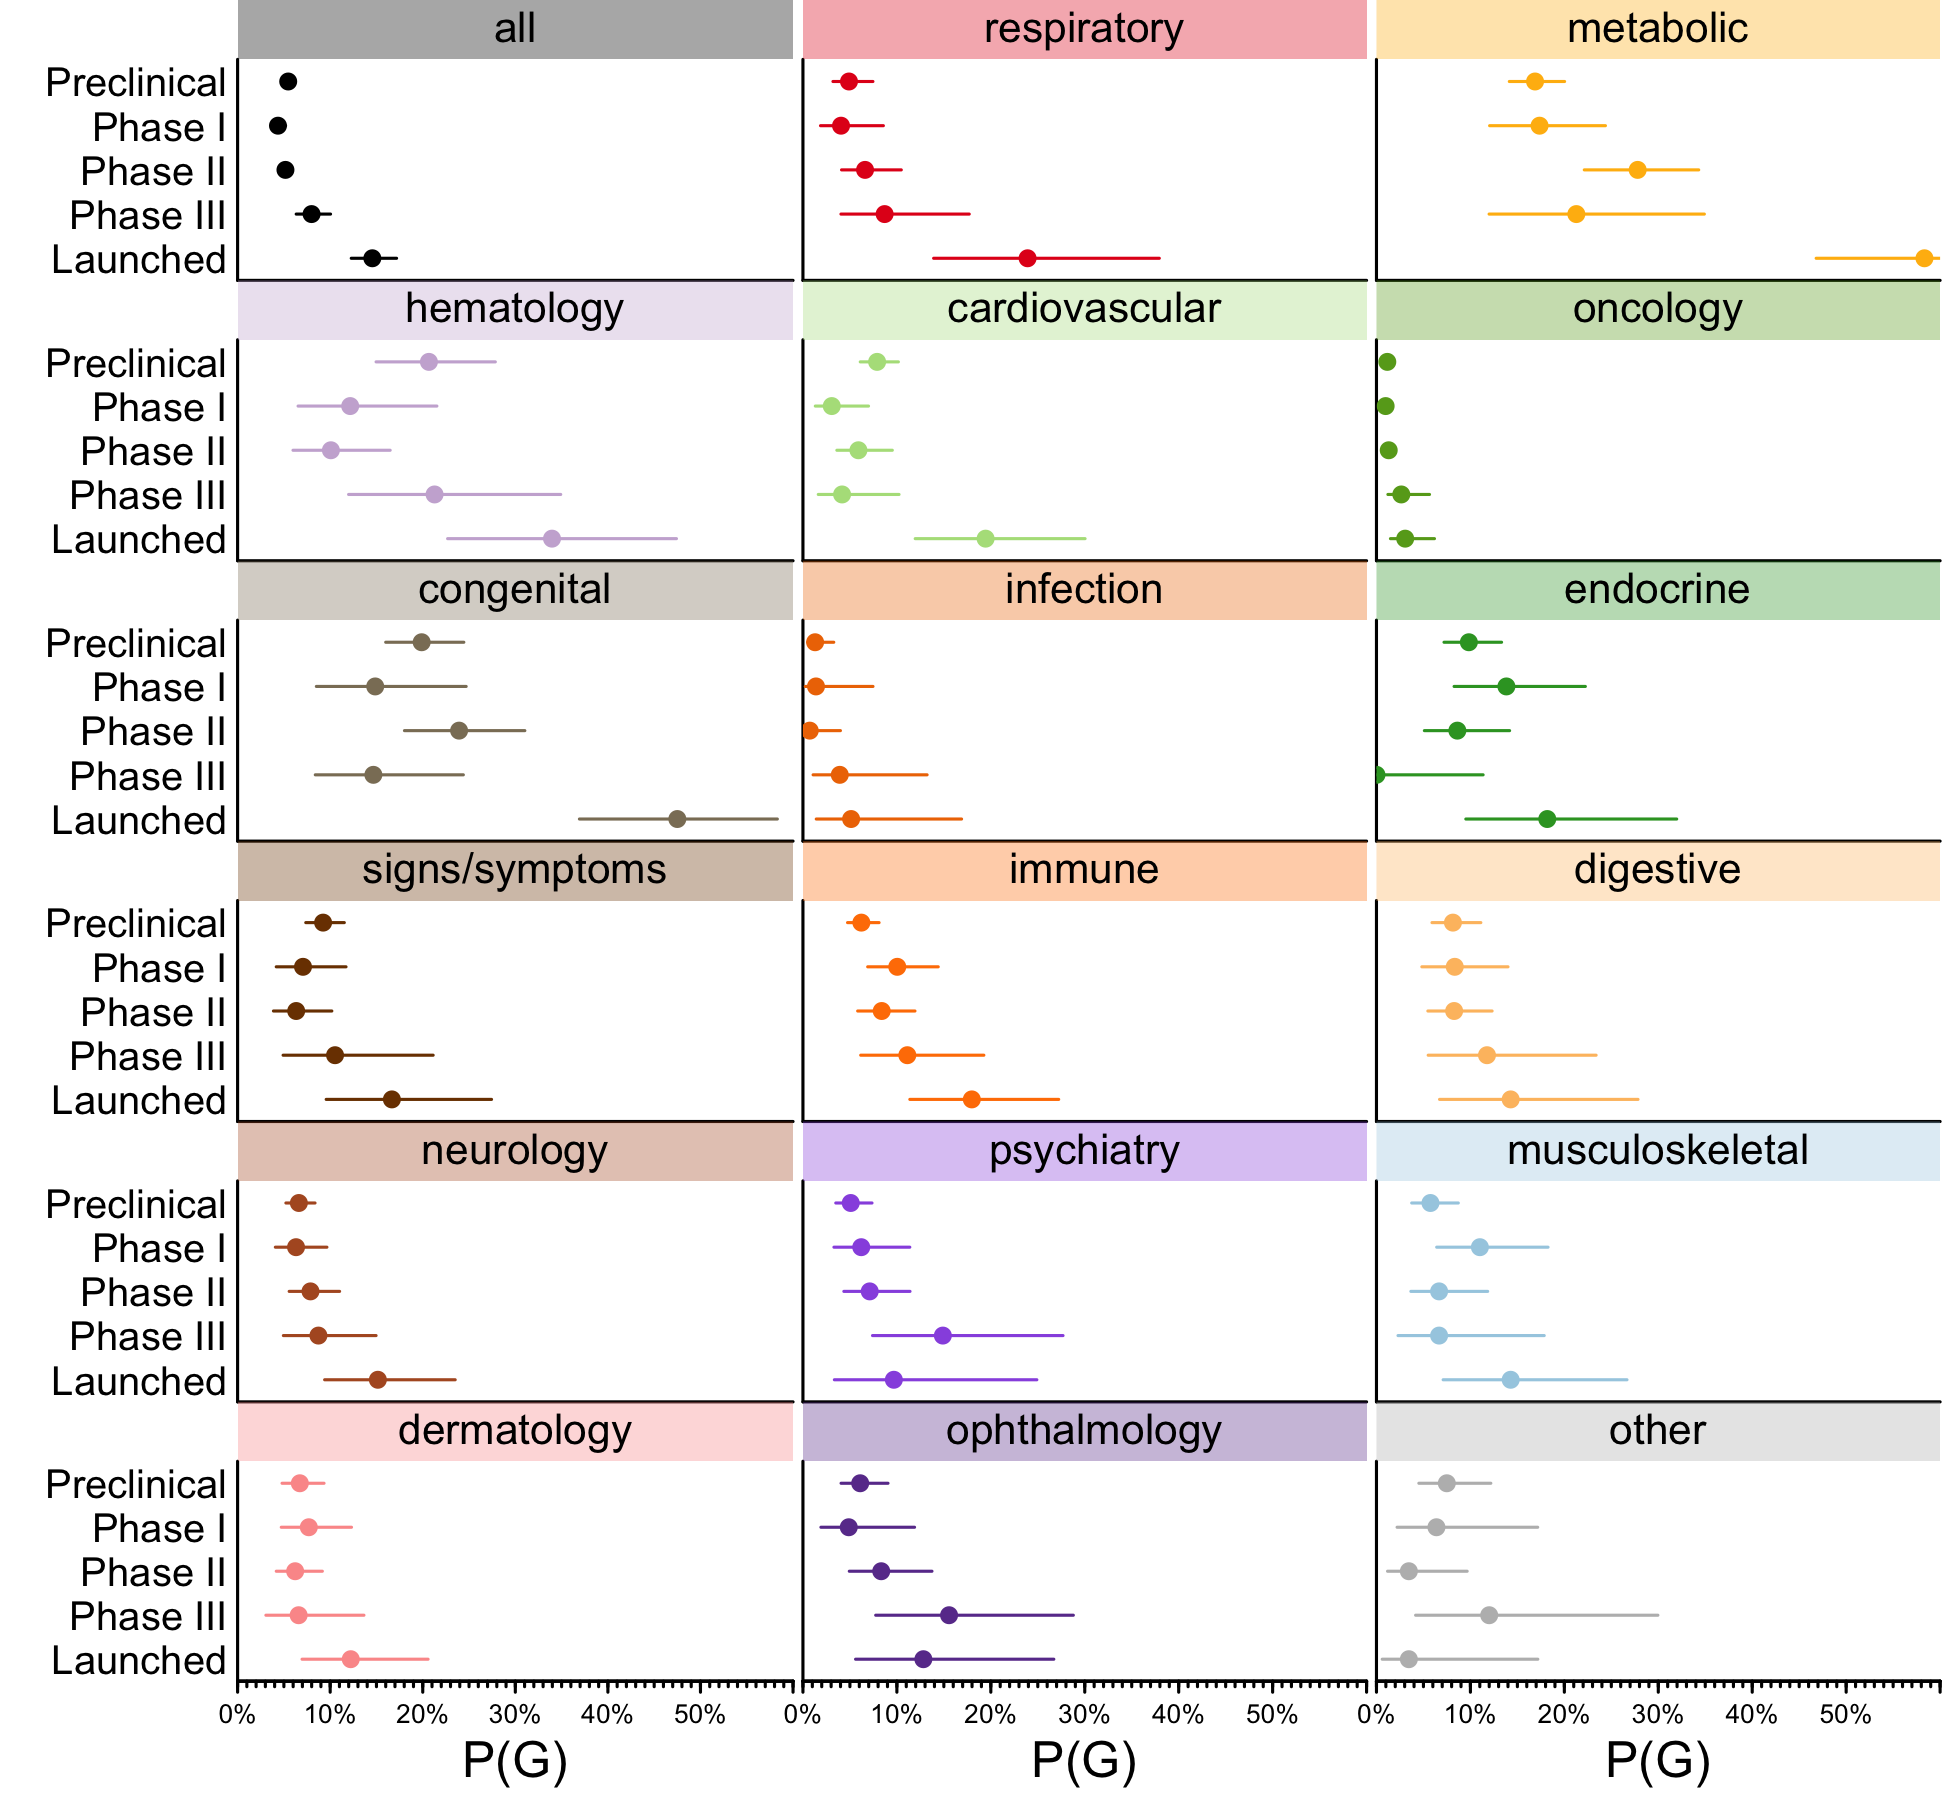 all respiratory metabolic
Preclinical
Phase I
Phase II
Phase III
Launched
hematology cardiovascular oncology
Preclinical
Phase I
Phase II
Phase III
Launched
congenital infection endocrine
Preclinical
Phase I
Phase II
Phase III
Launched
signs/symptoms immune digestive
Preclinical
Phase I
Phase II
Phase III
Launched
neurology psychiatry musculoskeletal
Preclinical
Phase I
Phase II
Phase III
Launched
dermatology ophthalmology other
Preclinical
Phase I
Phase II
Phase III
Launched
0% 10% 20% 30% 40% 50% 0% 10% 20% 30% 40% 50% 0% 10% 20% 30% 40% 50%
P(G) P(G) P(G)